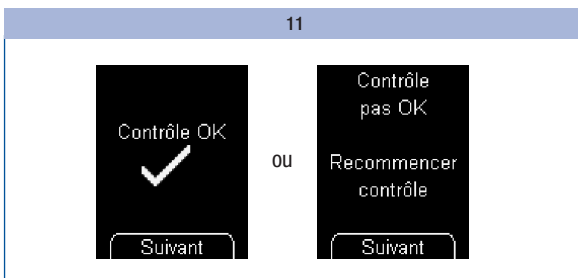 11
Contrôle OK
Suivant
ou
Contrôle
pas OK
Recommencer
contrôle
Suivant